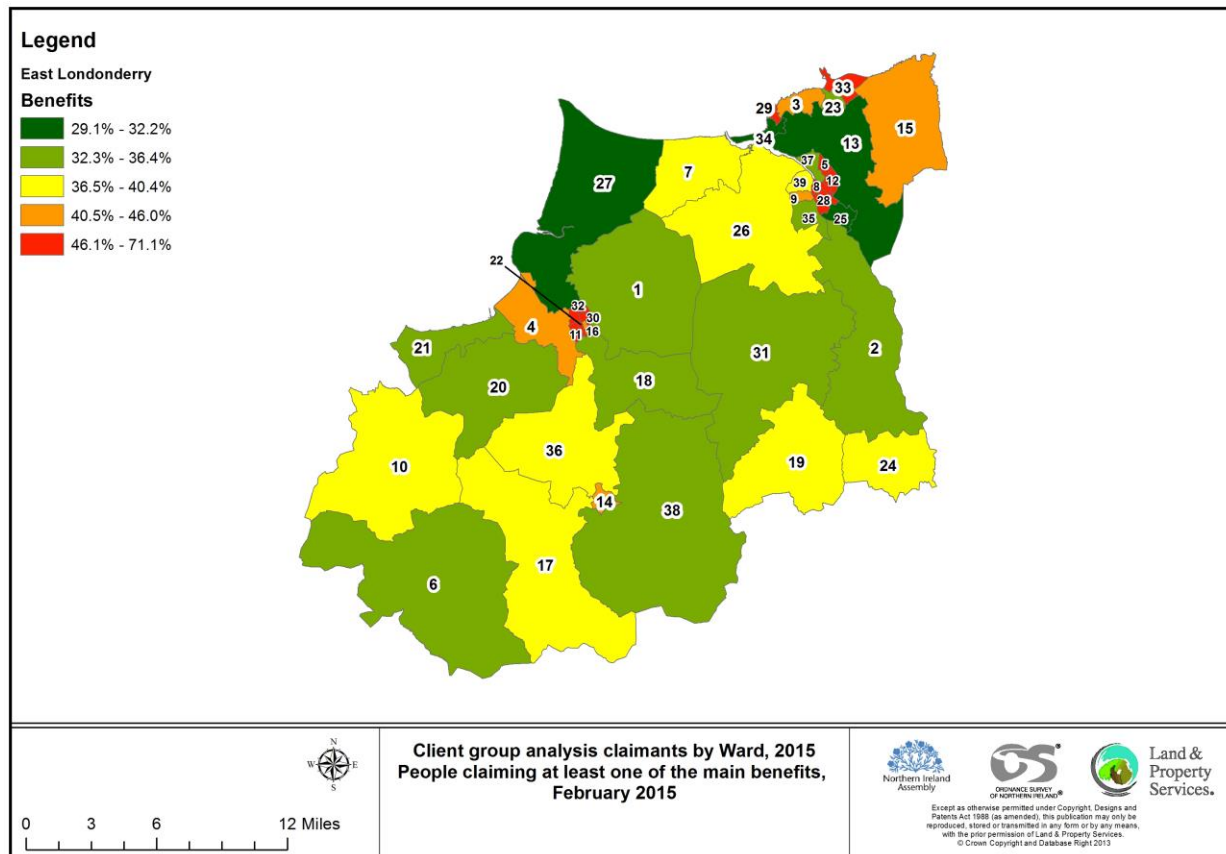 Legend
East Londonderry
Benefits
29.1% - 32.2%
32.3% - 36.4%
36.5% - 40.4%
40.5% - 46.0%
46.1% - 71.1%
33
29
3
23
15
34
13
37
5
7
27
39
8
12
9
28
35
25
26
22
1
32
30
4
11
16
21
31
2
20
18
36
10
19
24
14
38
17
6
N
W E
S
0 3 6 12 Miles
Client group analysis claimants by Ward, 2015
People claiming at least one of the main benefits,
February 2015
Northern Ireland
Assembly
OS®
ORDNANCE SURVEY
OF NORTHERN IRELAND®
Land &
Property
Services.
Except as otherwise permitted under Copyright, Designs and
Patents Act 1988 (as amended), this publication may only be
reproduced, stored or transmitted in any form or by any means,
with the prior permission of Land & Property Services.
© Crown Copyright and Database Right 2013